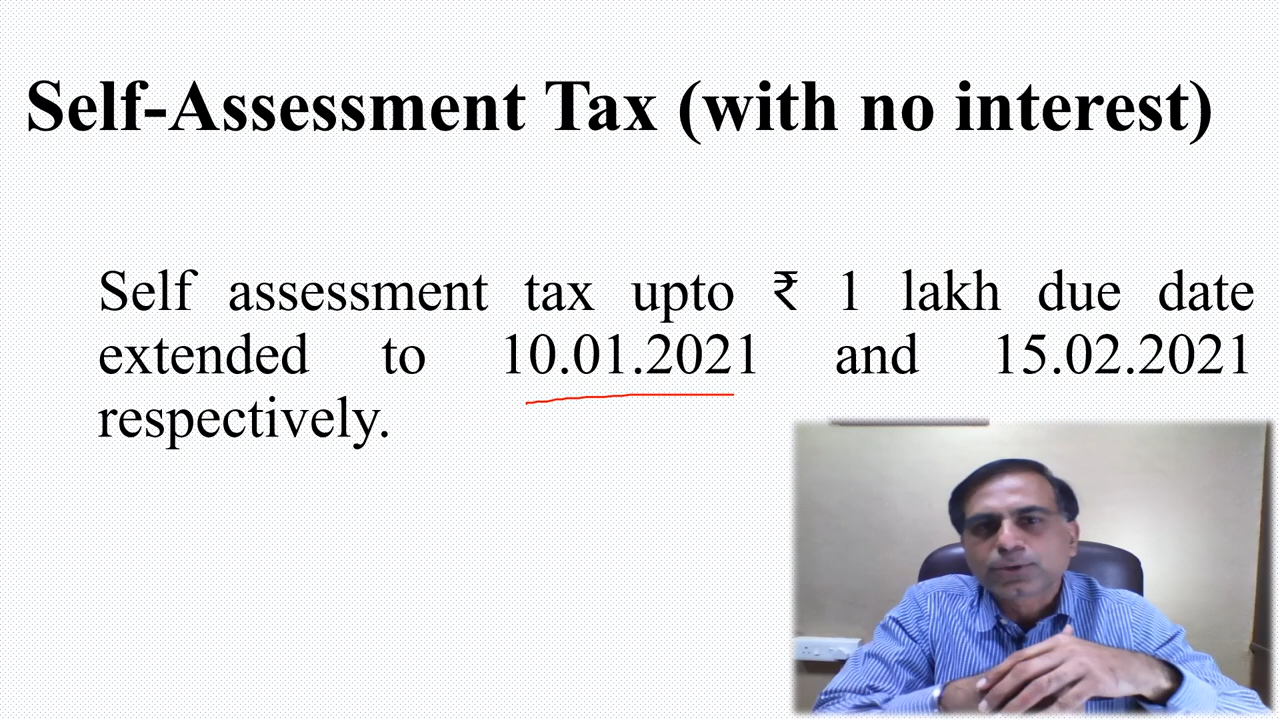 Self-Assessment Tax (with no interest)
Self assessment tax upto ₹ 1 lakh due date
extended to 10.01.2021 and 15.02.2021
respectively.